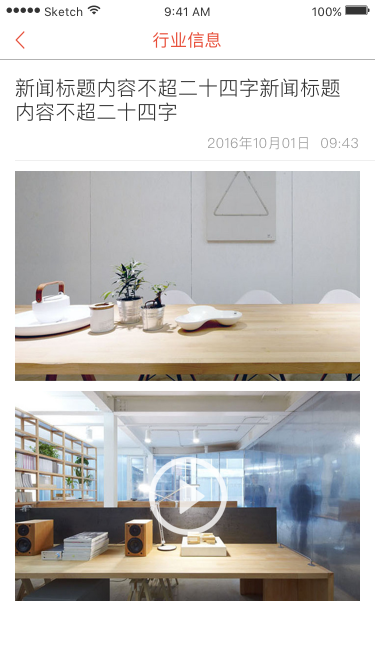 Sketch 9:41 AM 100%
行业信息
新闻标题内容不超二十四字新闻标题
内容不超二十四字
2016年10月01日 09:43